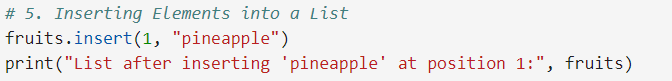 # 5. Inserting Elements into a List
fruits.insert(1, "pineapple")
print("List after inserting 'pineapple' at position 1:", fruits)